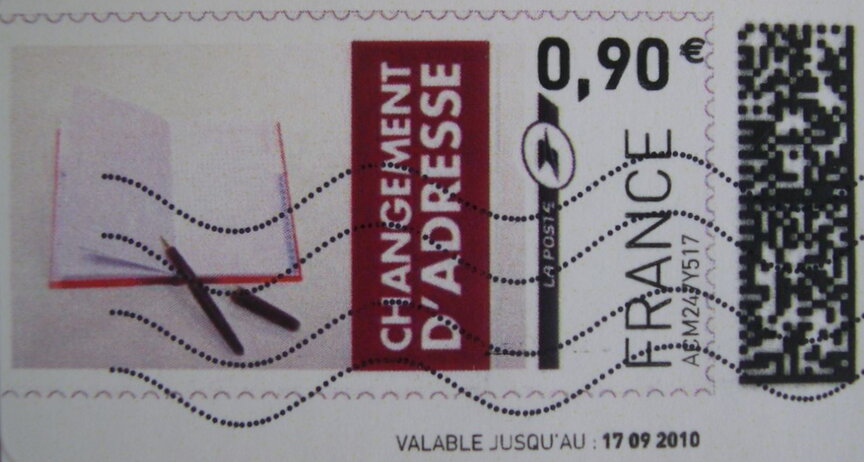 CHANGEMENT
D'ADRESSE
0,90€
LA POSTE
FRANCE
VALABLE JUSQU'AU : 17 09 2010